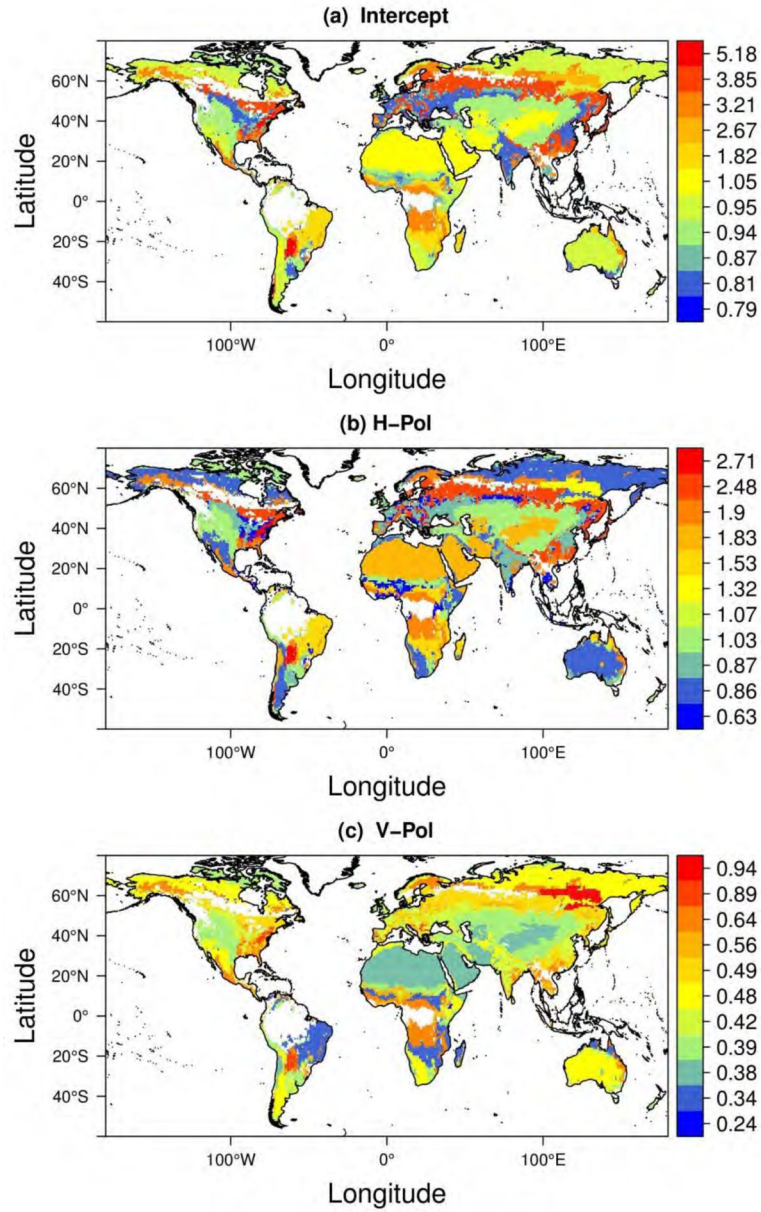 (a) Intercept
60°N
40°N
20°N
0°
20°S
40°S
Latitude
100°W 0° 100°E
Longitude
5.18
3.85
3.21
2.67
1.82
1.05
0.95
0.94
0.87
0.81
0.79
(b) H-Pol
60°N
40°N
20°N
0°
20°S
40°S
Latitude
100°W 0° 100°E
Longitude
2.71
2.48
1.9
1.53
1.32
1.07
1.03
0.87
0.86
0.63
(c) V-Pol
60°N
40°N
20°N
0°
20°S
40°S
Latitude
100°W 0° 100°E
Longitude
0.94
0.89
0.64
0.56
0.49
0.48
0.42
0.39
0.38
0.34
0.24